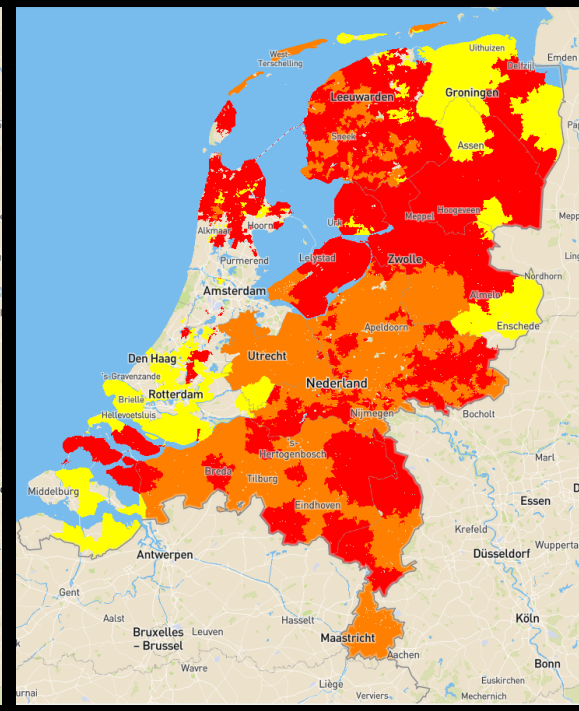 Uithuizen
Emden
West-
Terschelling
Delfzijl
Leeuwarden
Groningen
Sneek
Assen
Urk
Meppel
Hoogeveen
Alkmaar
Hoorn
Purmerend
Lelystad
Zwolle
Nordhorn
Amsterdam
Almelo
Apeldoorn
Enschede
Den Haag
Utrecht
's-Gravenzande
Nederland
Brielle
Rotterdam
Hellevoetsluis
Nijmegen
Bocholt
's-
Hertogenbosch
Marl
Breda
Tilburg
Middelburg
Eindhoven
Essen
Krefeld
Wupperta
Antwerpen
Düsseldorf
Gent
Aalst
Hasselt
Köln
Bruxelles
- Brussel
Leuven
Maastricht
Aachen
Wavre
Bonn
Liège
Euskirchen
urnai
Verviers
Mechernich